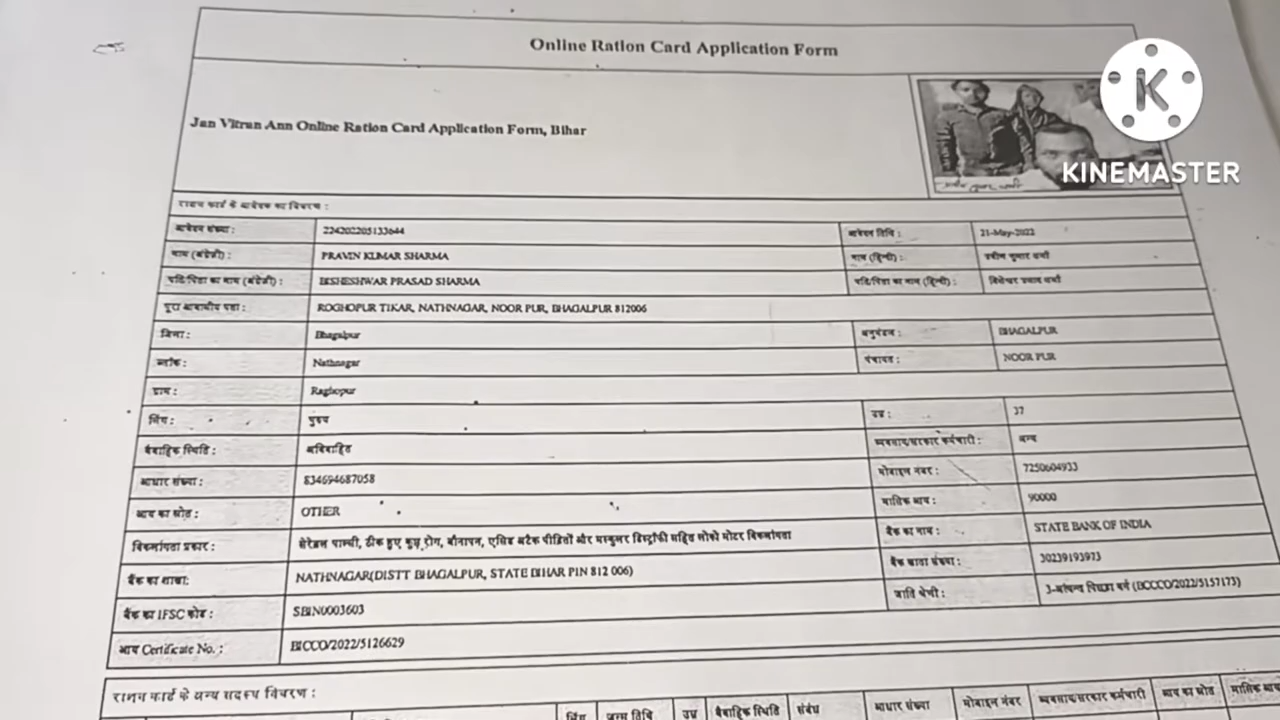 Online Ration Card Application Form
Jan Vitran Ann Online Ration Card Application Form, Bihar
KINEMASTER
राशन कार्ड के आवेदक का विवरण :
आवेदन संख्या : 224202205133644 आवेदन तिथि : 21-May-2022
नाम (अंग्रेज़ी) : PRAVIN KUMAR SHARMA नाम (हिन्दी) : प्रवीन कुमार शर्मा
पति/पिता का नाम (अंग्रेज़ी) : BISHESHWAR PRASAD SHARMA पति/पिता का नाम (हिन्दी) : विशेश्वर प्रसाद शर्मा
पूरा आवासीय पता : ROGHOPUR TIKAR, NATHNAGAR, NOOR PUR, BHAGALPUR 812006
जिला : Bhagalpur अनुमंडल : BHAGALPUR
ब्लॉक : Nathnagar पंचायत : NOOR PUR
ग्राम : Raghopur
लिंग : पुरुष उम्र : 37
वैवाहिक स्थिति : अविवाहित व्यवसाय/सरकार कर्मचारी : अन्य
आधार संख्या : 834694687058 मोबाइल नंबर : 7250604933
आय का स्रोत : OTHER मासिक आय : 90000
विकलांगता प्रकार : सेरेब्रल पाल्सी, ठीक हुए कुष्ठ रोग, बौनापन, एसिड अटैक पीड़ितों और मस्कुलर डिस्ट्रॉफी सहित लोको मोटर विकलांगता बैंक का नाम : STATE BANK OF INDIA
बैंक का शाखा : NATHNAGAR(DISTT BHAGALPUR, STATE BIHAR PIN 812 006) बैंक खाता संख्या : 30239193973
बैंक का IFSC कोड : SBIN0003603 जाति श्रेणी : 3-अत्यन्त पिछड़ा वर्ग (BCCCO/2022/5157173)
आय Certificate No. : BICCO/2022/5126629
राशन कार्ड के अन्य सदस्य विवरण :
लिंग जन्म तिथि उम्र वैवाहिक स्थिति संबंध आधार संख्या मोबाइल नंबर व्यवसाय/सरकार कर्मचारी आय का स्रोत मासिक आय